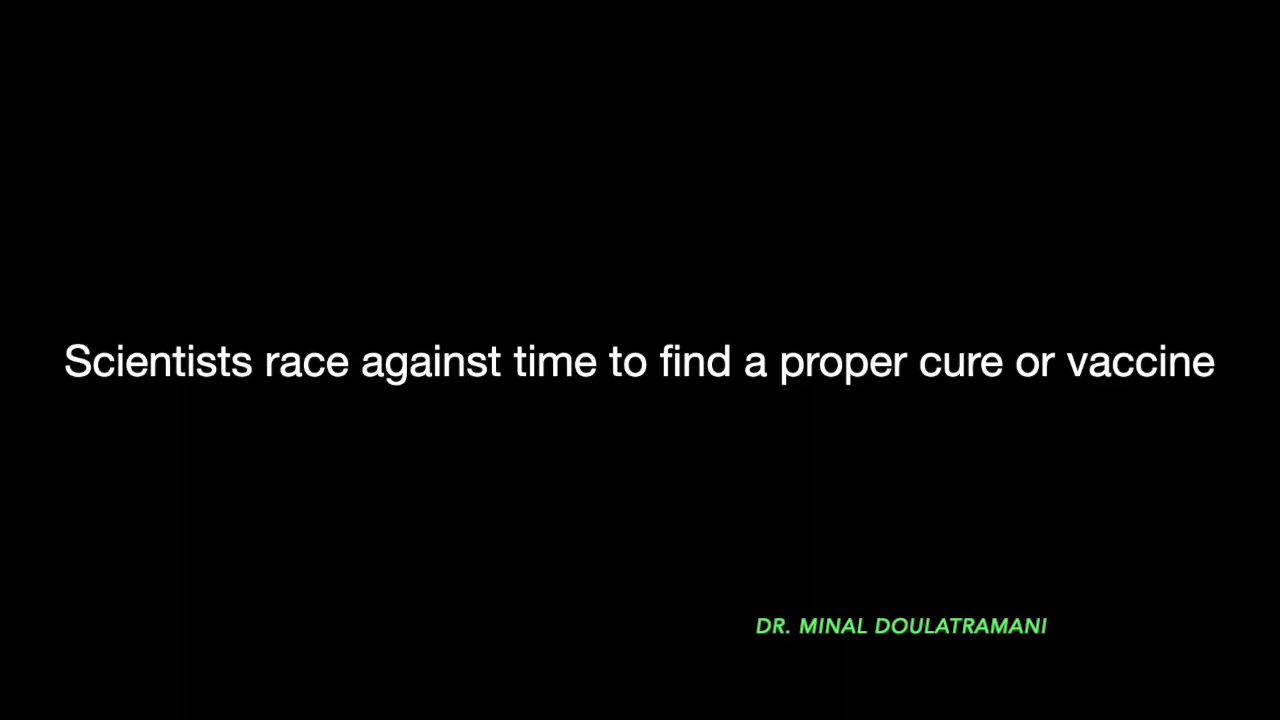 Scientists race against time to find a proper cure or vaccine
DR. MINAL DOULATRAMANI